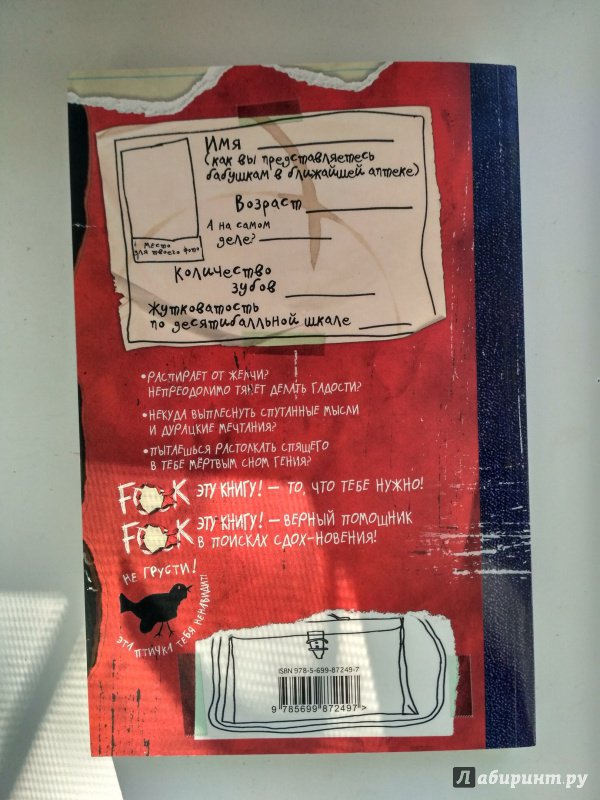 Имя
(как вы представляетесь
бабушкам в ближайшей аптеке)
Возраст
А на самом
деле?
Место
для твоего фото
Количество
зубов
Жутковатость
по десятибалльной шкале
•РАСПИРАЕТ ОТ ЖЕЛЧИ?
НЕПРЕОДОЛИМО ТЯНЕТ ДЕЛАТЬ ГАДОСТИ?
•НЕКУДА ВЫПЛЕСНУТЬ СПУТАННЫЕ МЫСЛИ
И ДУРАЦКИЕ МЕЧТАНИЯ?
•ПЫТАЕШЬСЯ РАСТОЛКАТЬ СПЯЩЕГО
В ТЕБЕ МЁРТВЫМ СНОМ ГЕНИЯ?
F K ЭТУ КНИГУ! — ТО, ЧТО ТЕБЕ НУЖНО!
F K ЭТУ КНИГУ! — ВЕРНЫЙ ПОМОЩНИК
В ПОИСКАХ СДОХ-НОВЕНИЯ!
НЕ ГРУСТИ!
ЭТА ПТИЧКА ТЕБЯ НЕНАВИДИТ!
ISBN 978-5-699-87249-7
9 785699 872497 >
Лабиринт.ру